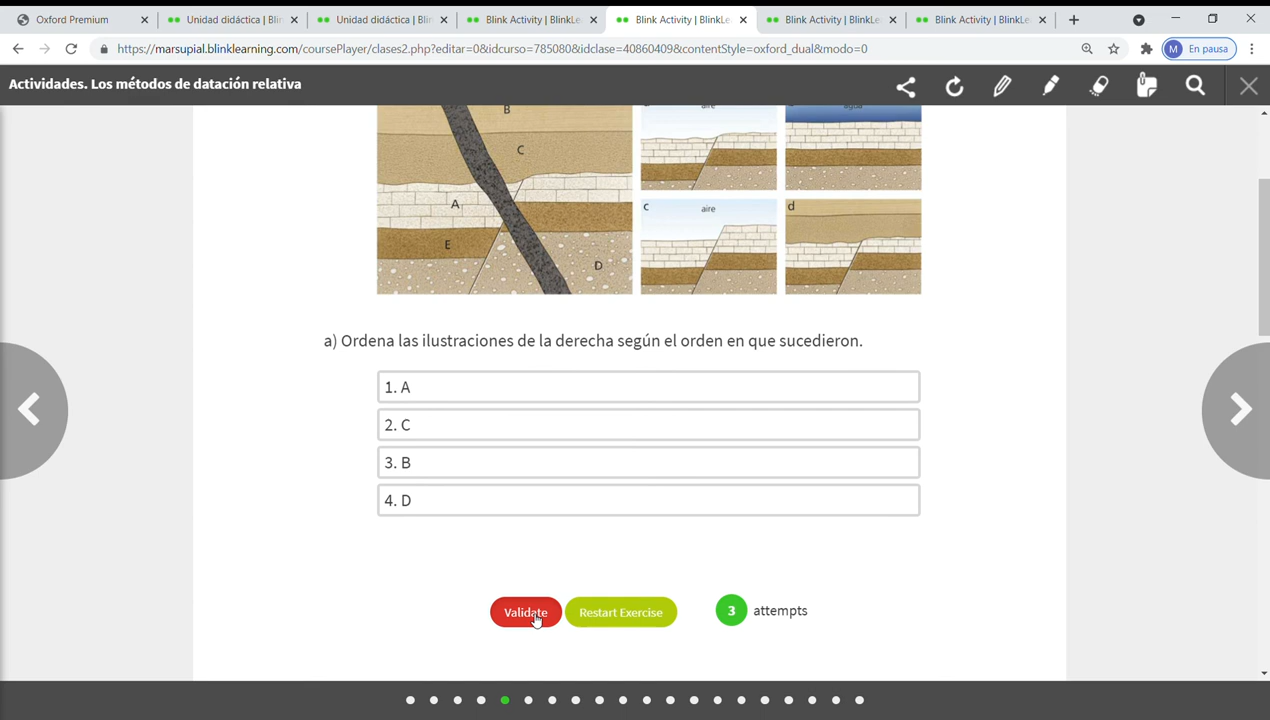 Oxford Premium
Unidad didáctica | Blin
Unidad didáctica | Blin
Blink Activity | BlinkLe
Blink Activity | BlinkLe
Blink Activity | BlinkLe
Blink Activity | BlinkLe
https://marsupial.blinklearning.com/coursePlayer/clases2.php?editar=0&idcurso=785080&idclase=40860409&contentStyle=oxford_dual&modo=0
M En pausa
Actividades. Los métodos de datación relativa
B
C
A
E
D
aire
agua
c aire
d
a) Ordena las ilustraciones de la derecha según el orden en que sucedieron.
1. A
2. C
3. B
4. D
Validate
Restart Exercise
3 attempts